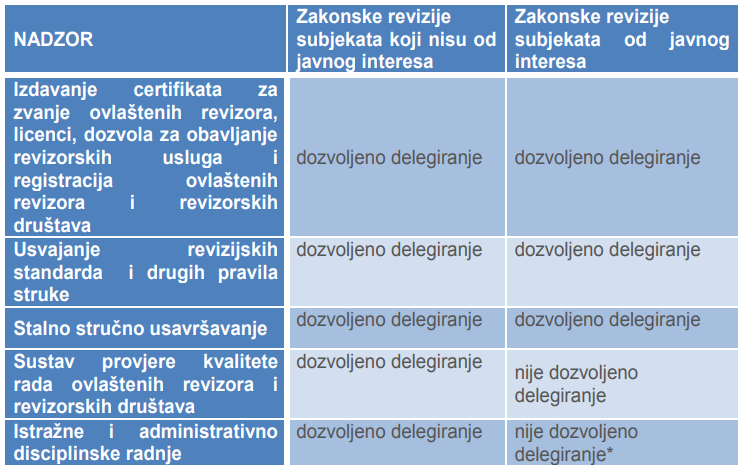 NADZOR
Zakonske revizije
subjekata koji nisu od
javnog interesa
Zakonske revizije
subjekata od javnog
interesa
Izdavanje certifikata za
zvanje ovlaštenih revizora,
licenci, dozvola za obavljanje
revizorskih usluga i
registracija ovlaštenih
revizora i revizorskih
društava
dozvoljeno delegiranje
dozvoljeno delegiranje
Usvajanje revizijskih
standarda i drugih pravila
struke
dozvoljeno delegiranje
dozvoljeno delegiranje
Stalno stručno usavršavanje
dozvoljeno delegiranje
dozvoljeno delegiranje
Sustav provjere kvalitete
rada ovlaštenih revizora i
revizorskih društava
dozvoljeno delegiranje
nije dozvoljeno
delegiranje
Istražne i administrativno
disciplinske radnje
dozvoljeno delegiranje
nije dozvoljeno
delegiranje*